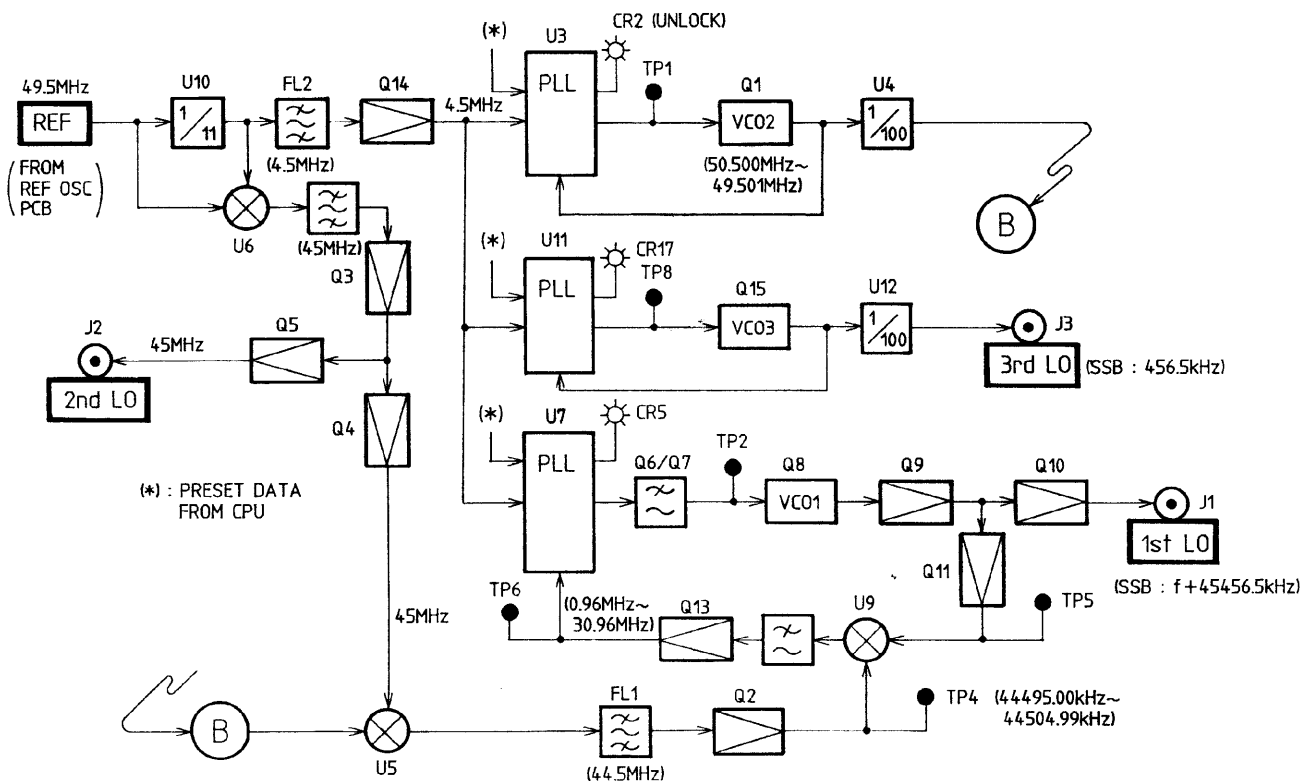 CR2 (UNLOCK)
(*)
U3
PLL
TP1
Q1
VCO2
U4
1/100
49.5MHz
REF
(FROM
REF OSC
PCB)
U10
1/11
FL2
(4.5MHz)
Q14
4.5MHz
(50.500MHz~
49.501MHz)
B
U6
(45MHz)
Q3
(*)
U11
PLL
CR17
TP8
Q15
VCO3
U12
1/100
J3
3rd LO
(SSB : 456.5kHz)
J2
45MHz
Q5
2nd LO
Q4
(*)
U7
PLL
CR5
Q6/Q7
TP2
Q8
VCO1
Q9
Q10
J1
1st LO
(SSB : f+45456.5kHz)
(*) : PRESET DATA
FROM CPU
Q11
TP6
(0.96MHz~
30.96MHz)
Q13
U9
TP5
45MHz
B
U5
FL1
(44.5MHz)
Q2
TP4
(44495.00kHz~
44504.99kHz)